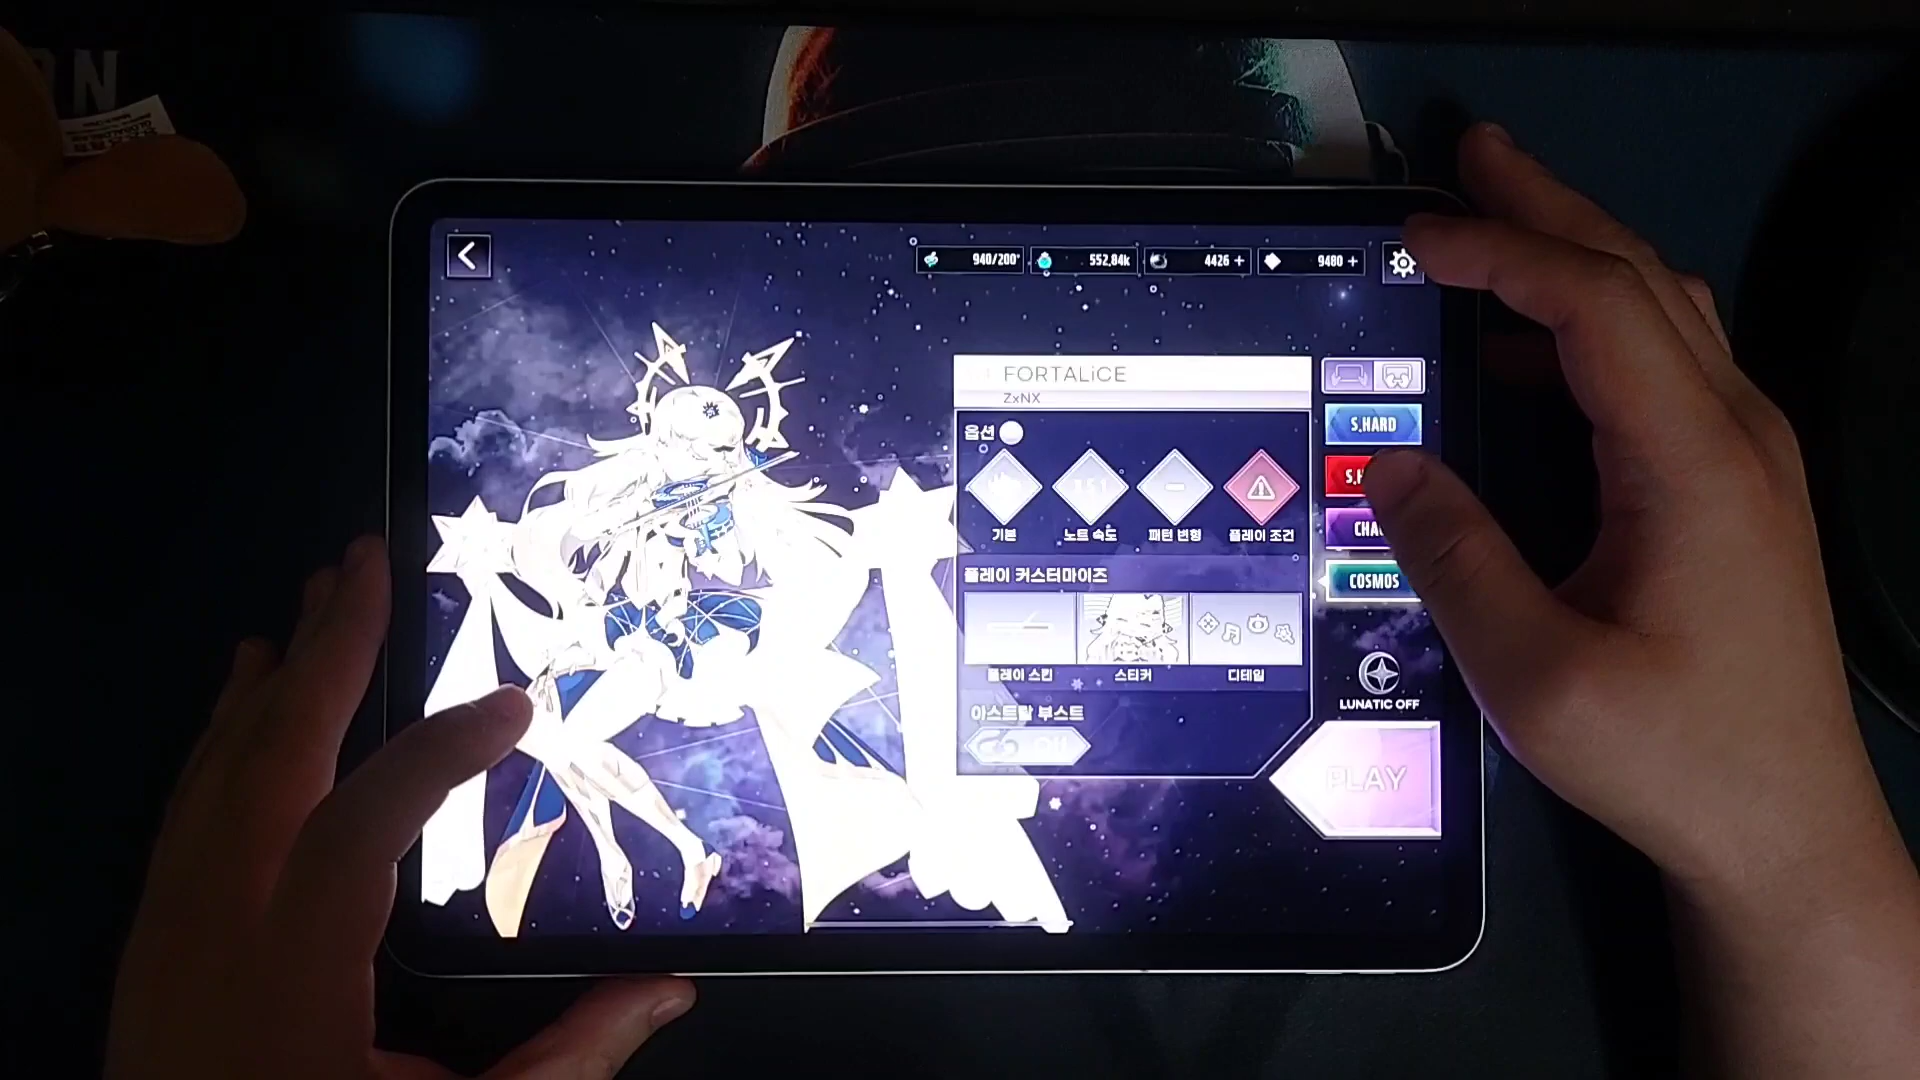 940/200
552,84k
4426 +
9480 +
FORTALiCE
ZxNX
옵션
기본
노트 속도
패턴 변형
플레이 조건
플레이 커스터마이즈
플레이 스킨
스티커
디테일
아스트랄 부스트
S.HARD
COSMOS
LUNATIC OFF
PLAY